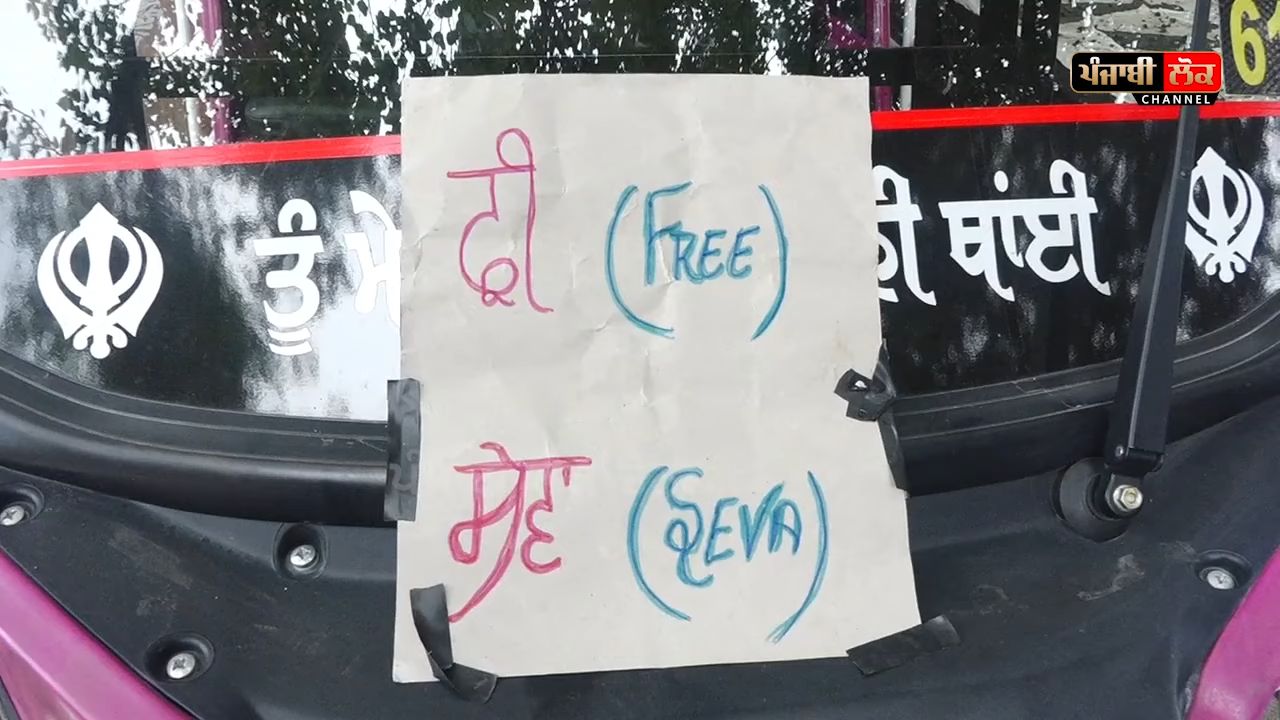 ਪੰਜਾਬੀ ਲੋਕ
CHANNEL
ਤੂੰ ਮੇ
ਥਾਂਈ
ਫ੍ਰੀ (FREE)
ਸੇਵਾ (SEVA)